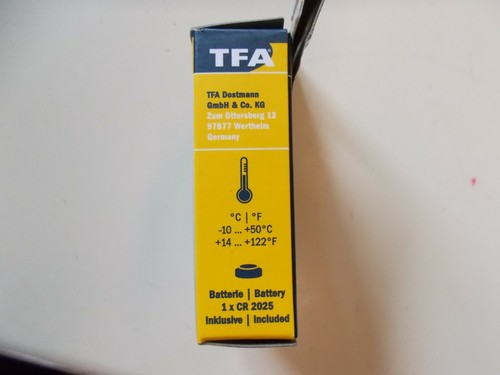 TFA
TFA Dostmann
GmbH & Co. KG
Zum Ottersberg 12
97877 Wertheim
Germany
°C | °F
-10 ... +50°C
+14 ... +122°F
Batterie | Battery
1 x CR 2025
Inklusive | Included